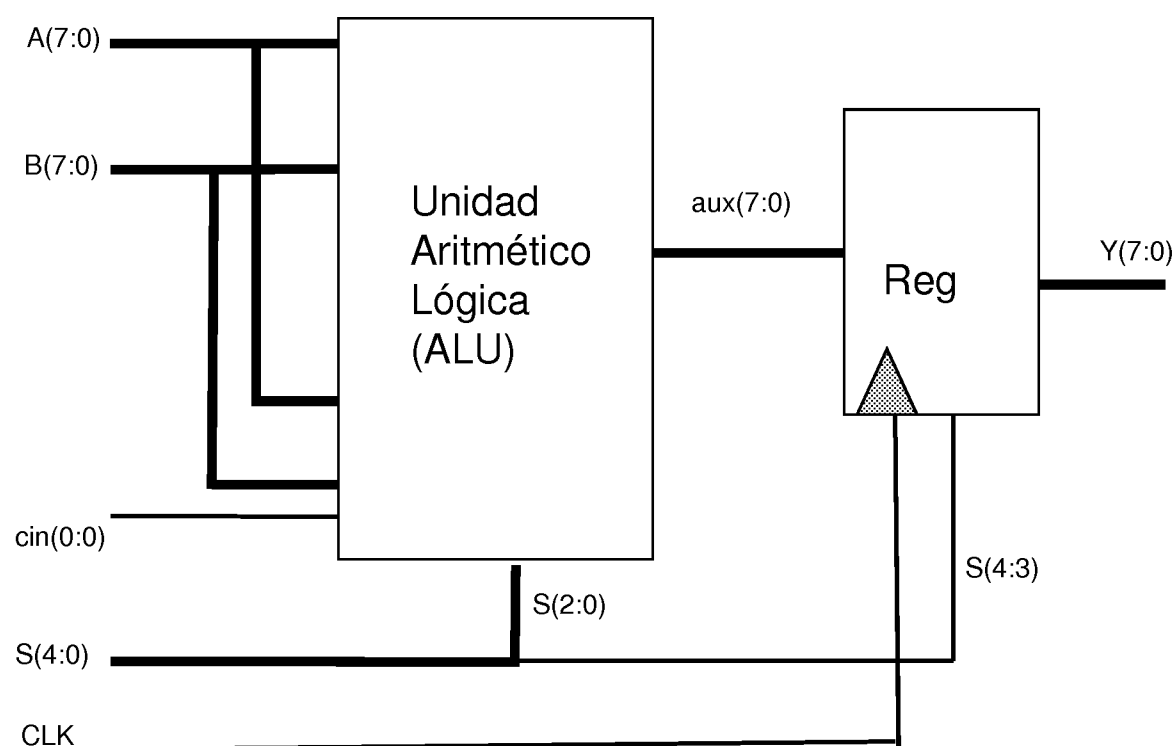 A(7:0)
B(7:0)
Unidad
Aritmético
Lógica
(ALU)
aux(7:0)
Reg
Y(7:0)
cin(0:0)
S(2:0)
S(4:3)
S(4:0)
CLK